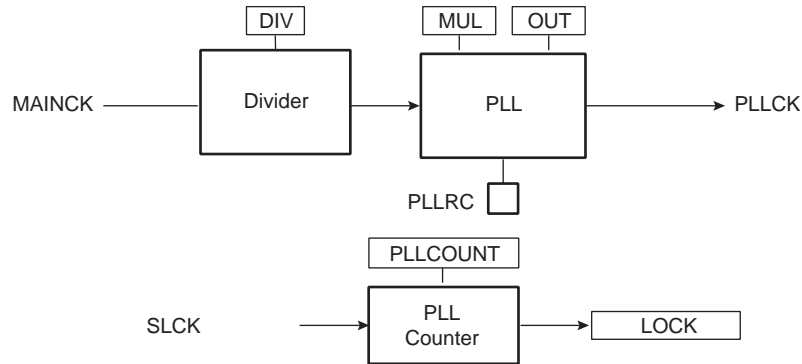 DIV
MUL
OUT
MAINCK
Divider
PLL
PLLCK
PLLRC
PLLCOUNT
SLCK
PLL
Counter
LOCK